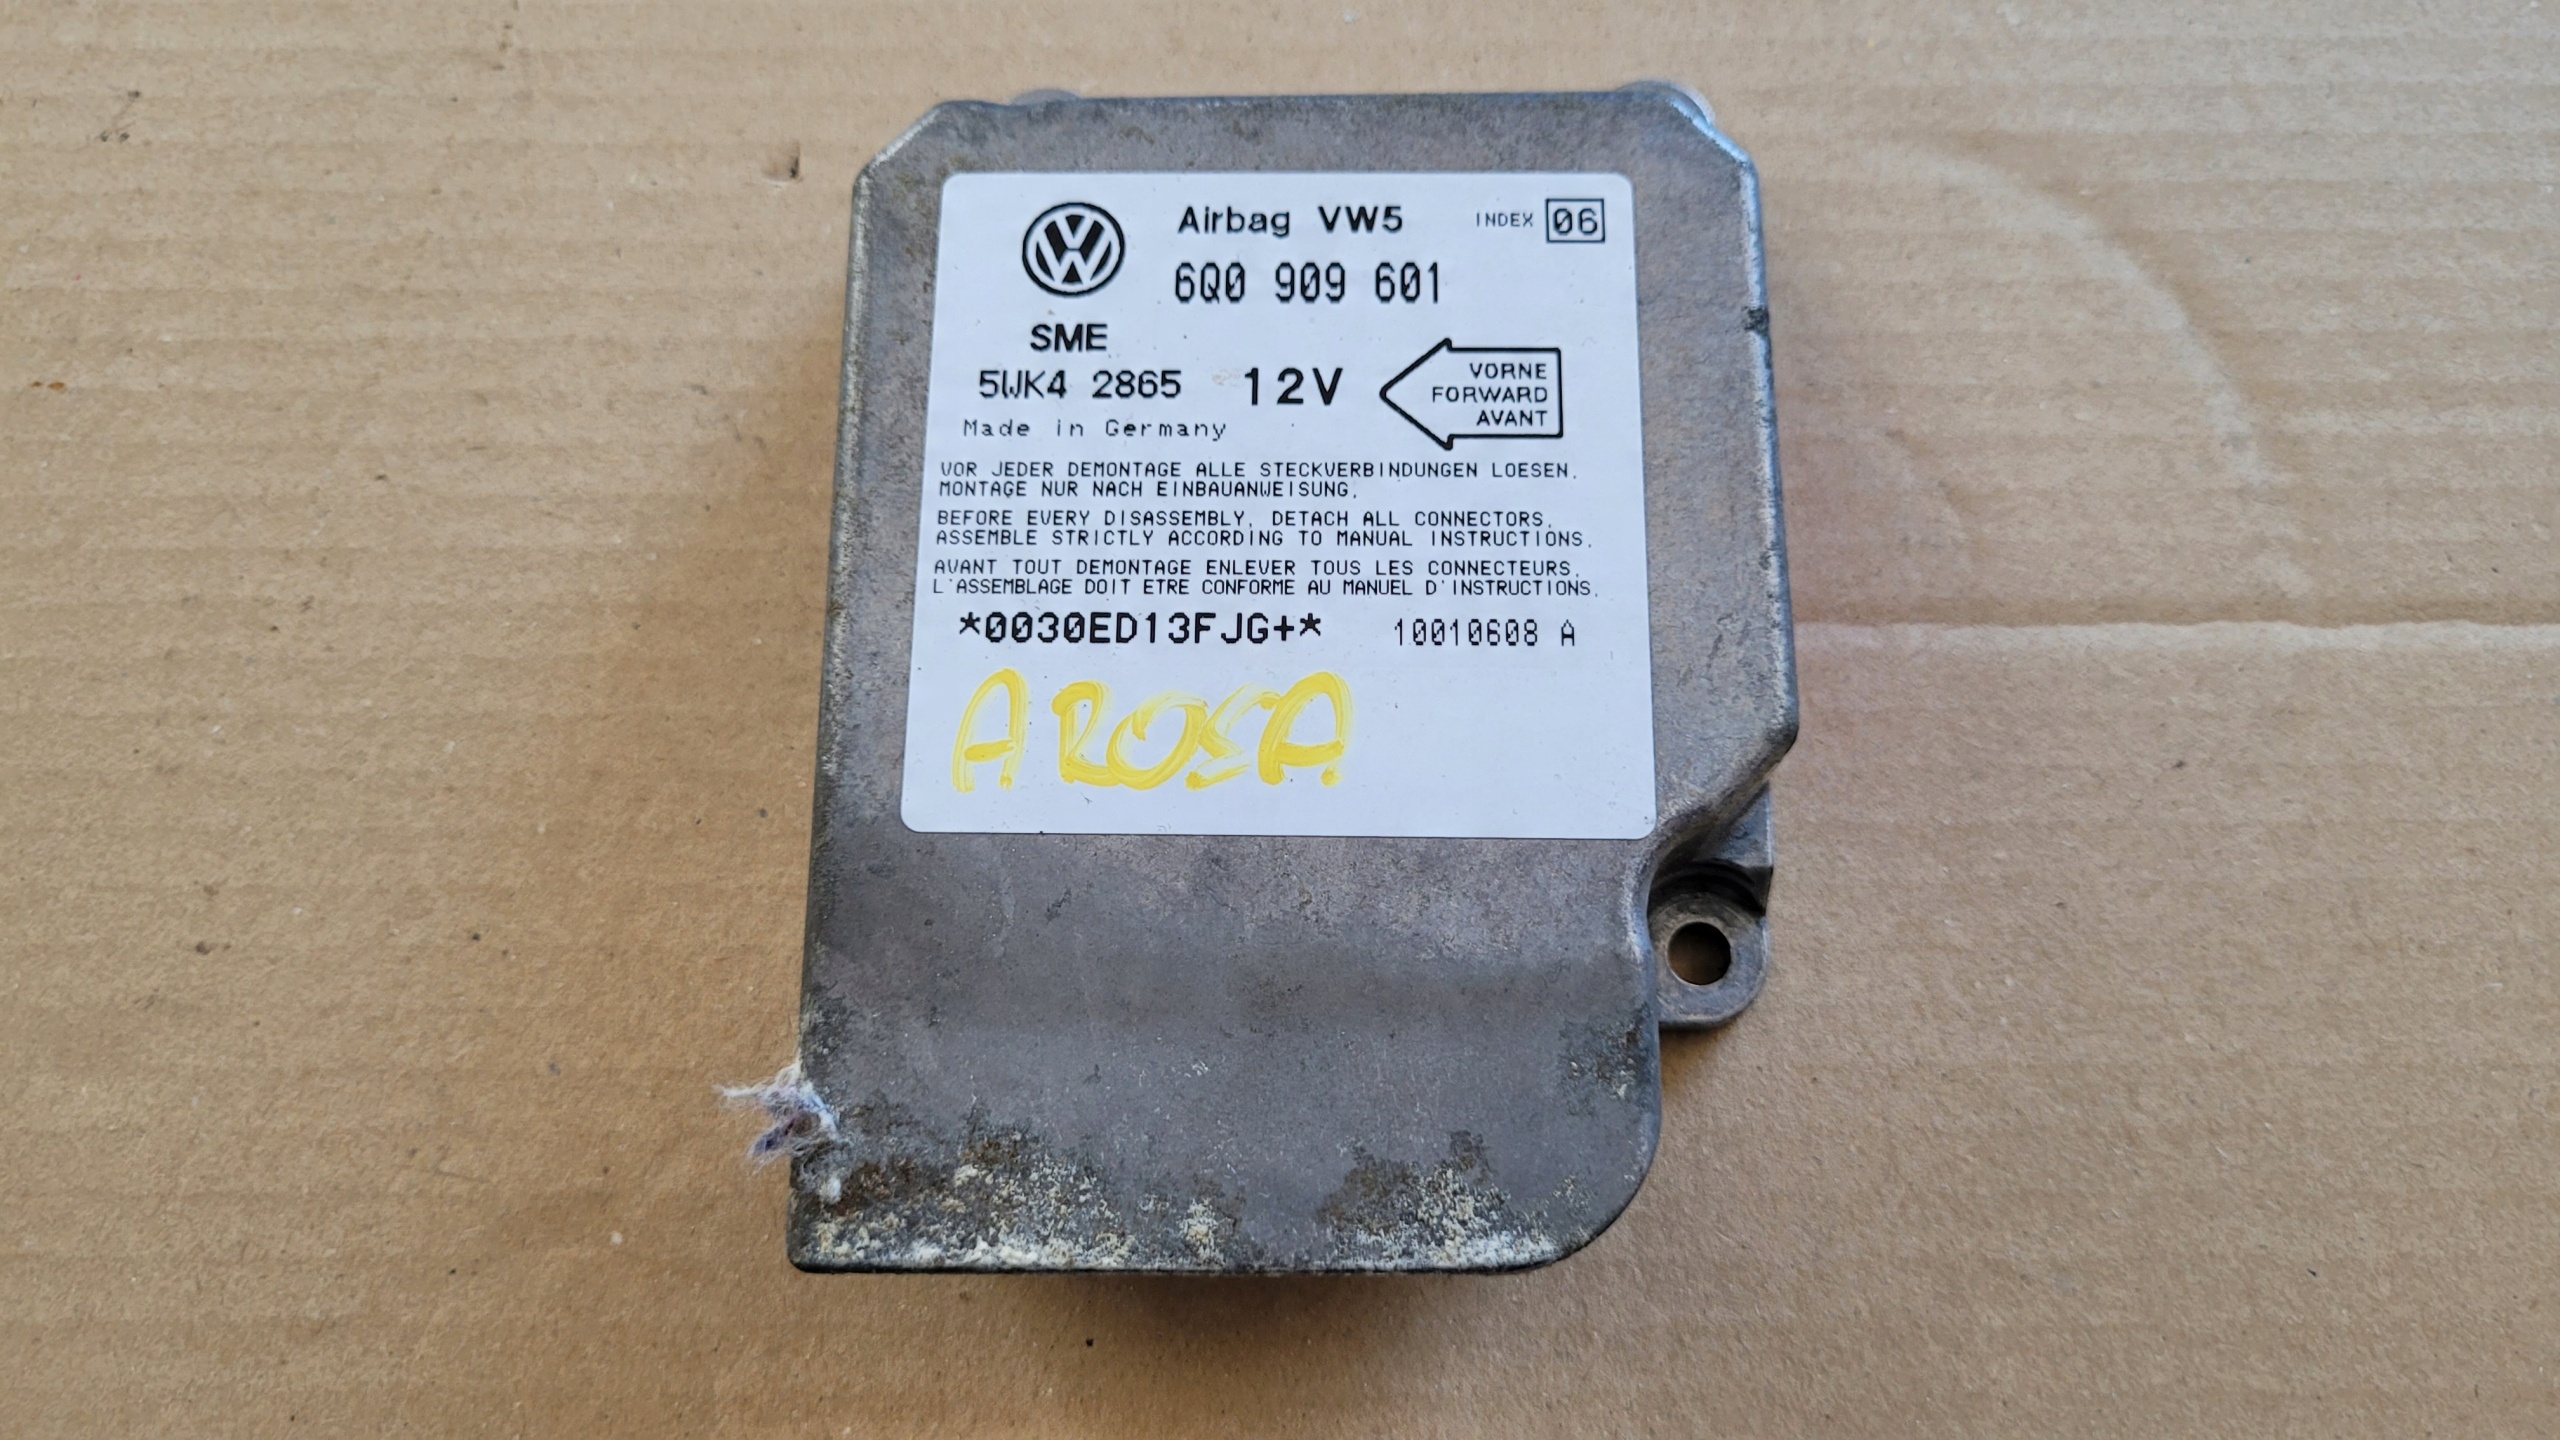 Airbag VW5 INDEX 06
6Q0 909 601
SME
5WK4 2865 12V
VORNE
FORWARD
AVANT
Made in Germany
VOR JEDER DEMONTAGE ALLE STECKVERBINDUNGEN LOESEN.
MONTAGE NUR NACH EINBAUANWEISUNG.
BEFORE EVERY DISASSEMBLY, DETACH ALL CONNECTORS.
ASSEMBLE STRICTLY ACCORDING TO MANUAL INSTRUCTIONS.
AVANT TOUT DEMONTAGE ENLEVER TOUS LES CONNECTEURS.
L'ASSEMBLAGE DOIT ETRE CONFORME AU MANUEL D'INSTRUCTIONS.
*0030ED13FJG+* 10010608 A
AROSA